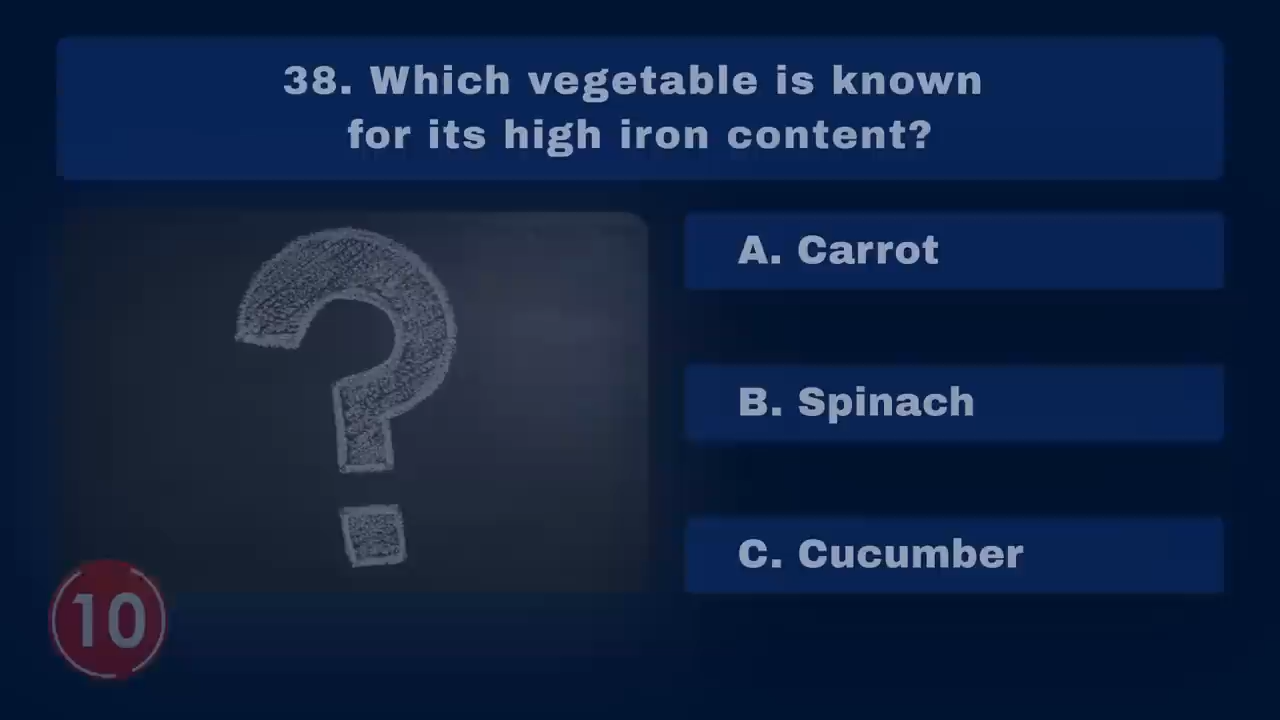 38. Which vegetable is known
for its high iron content?
A. Carrot
B. Spinach
C. Cucumber
10